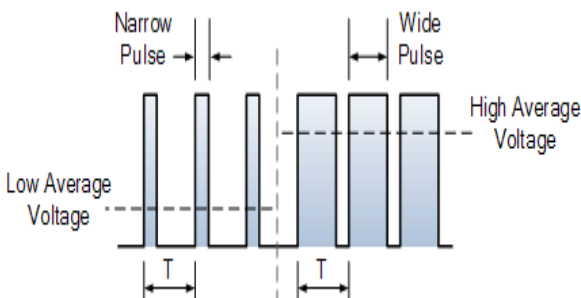 Narrow
Pulse
Wide
Pulse
High Average
Voltage
Low Average
Voltage
T
T